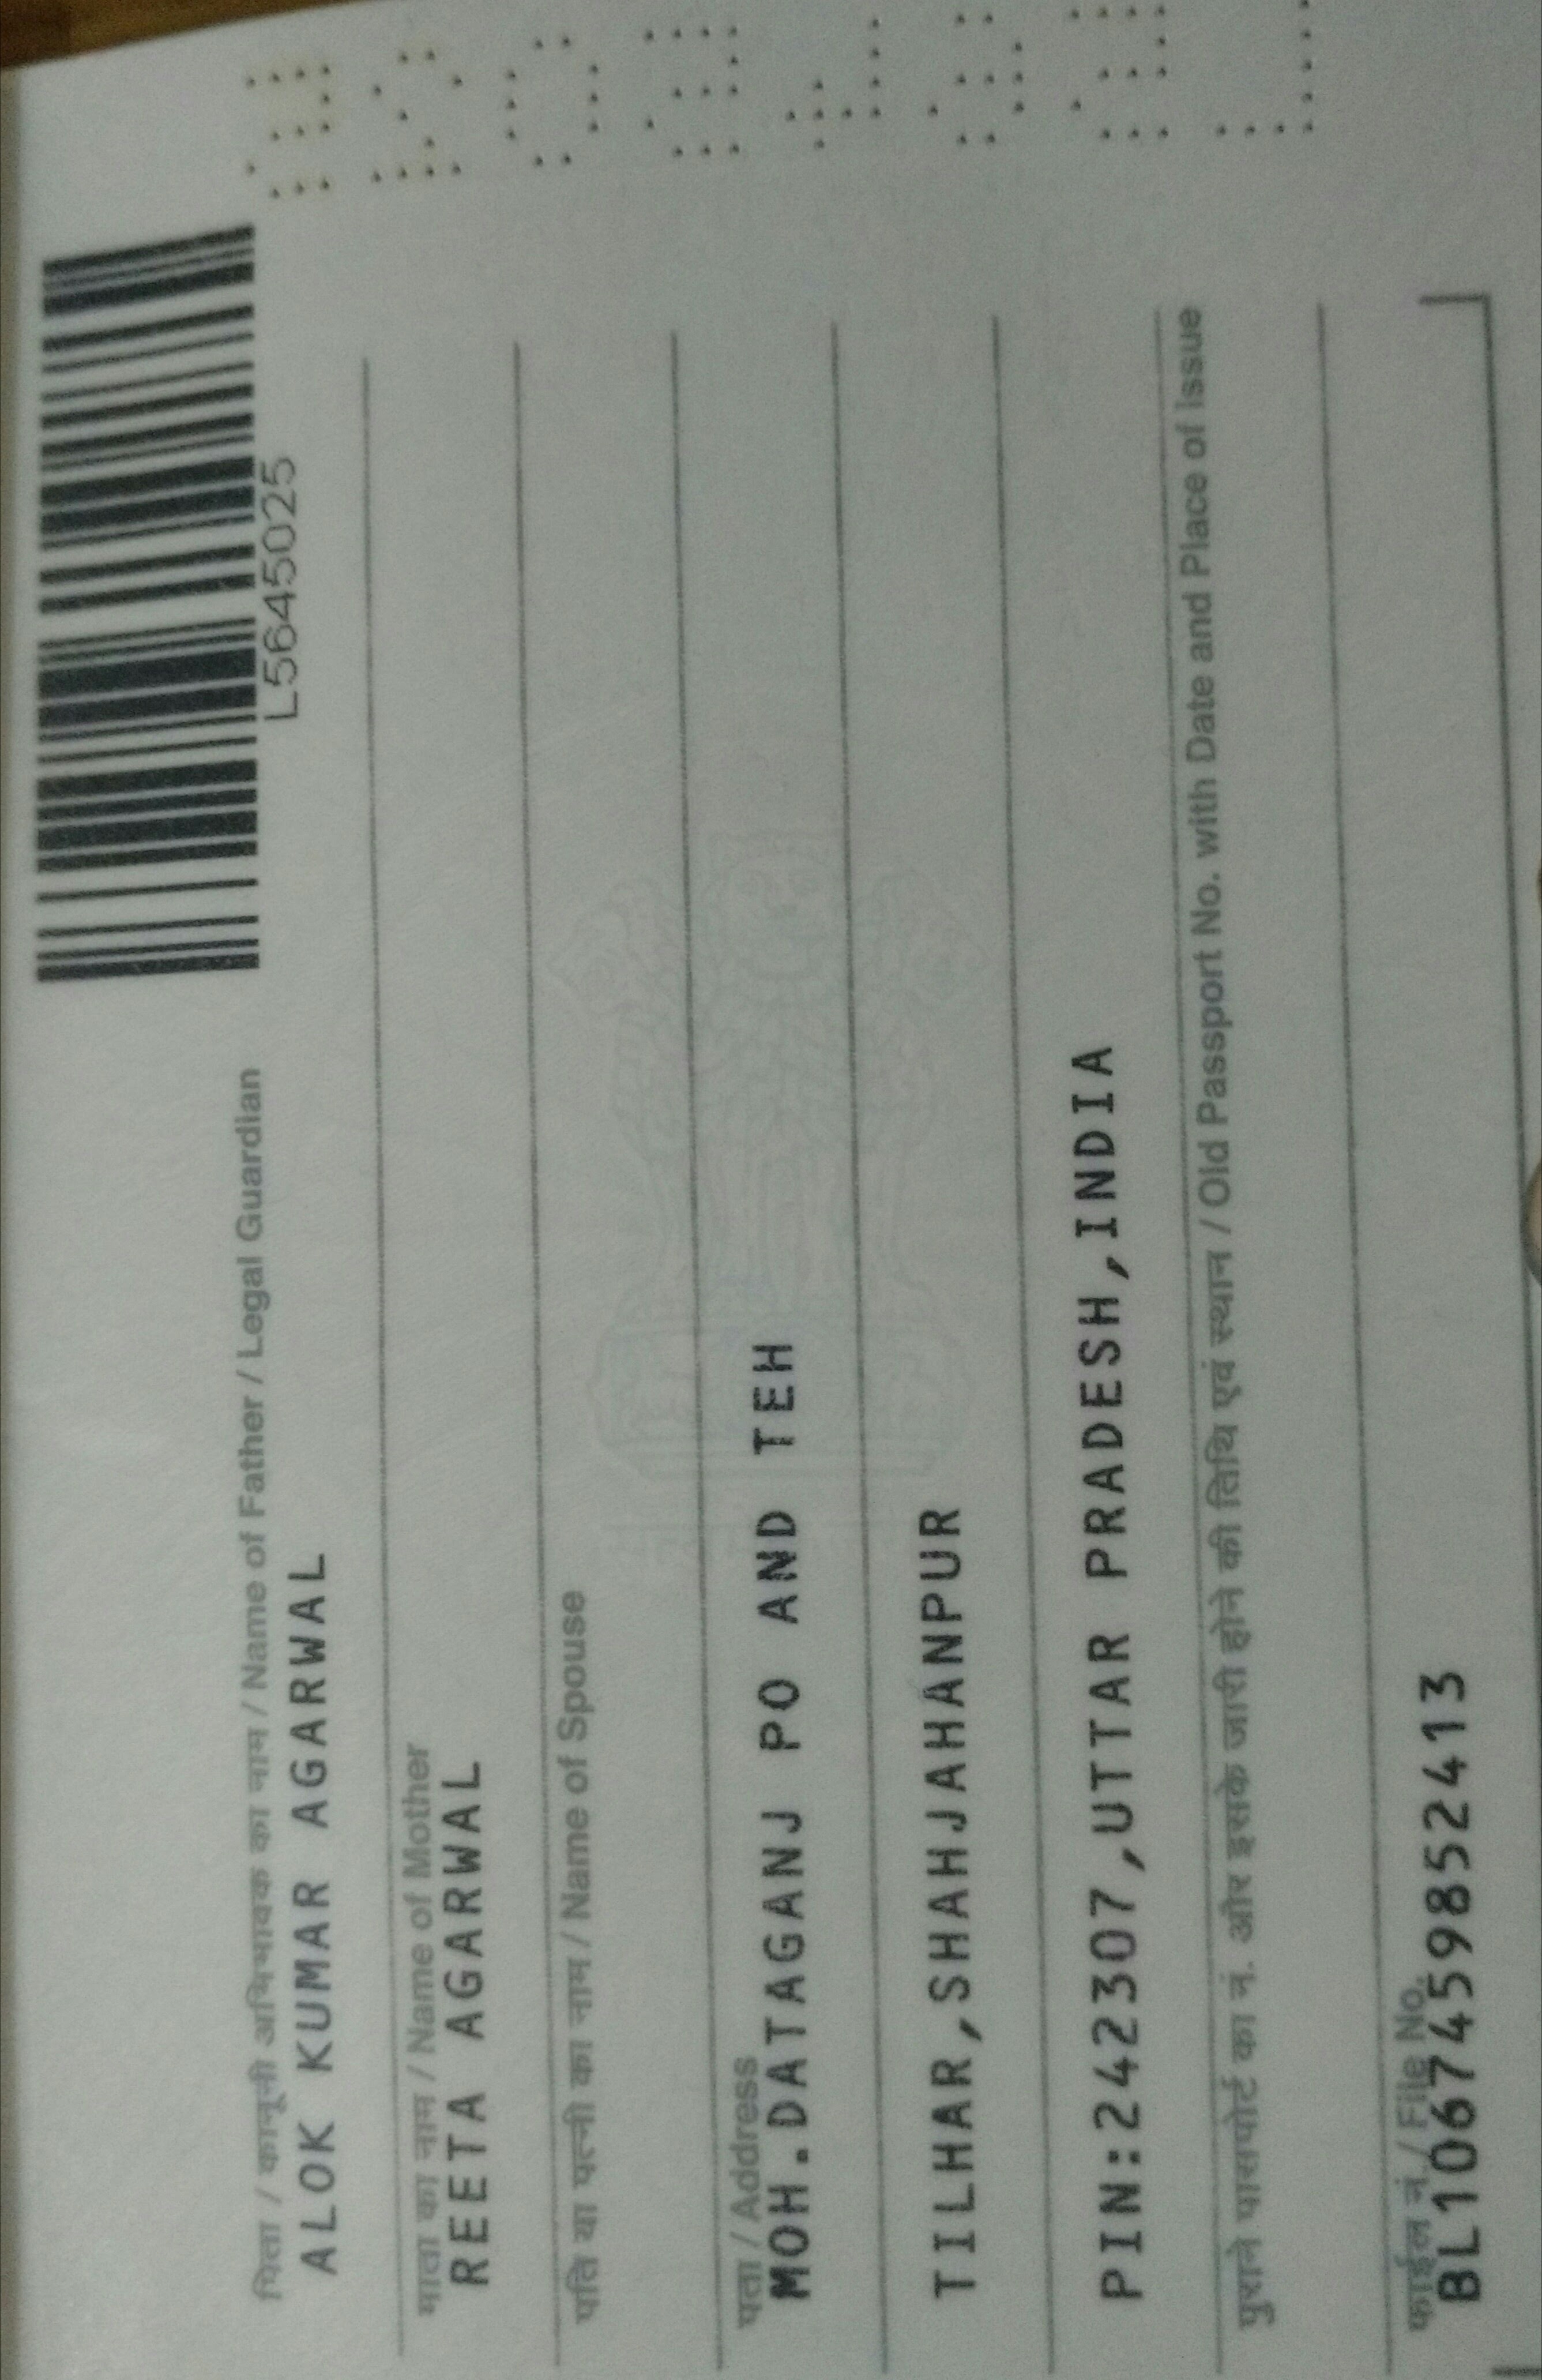 L5645025
पिता / कानूनी अभिभावक का नाम / Name of Father / Legal Guardian
ALOK KUMAR AGARWAL
माता का नाम / Name of Mother
REETA AGARWAL
पति या पत्नी का नाम / Name of Spouse
पता / Address
MOH.DATAGANJ PO AND TEH
TILHAR,SHAHJAHANPUR
PIN:242307,UTTAR PRADESH,INDIA
पुराने पासपोर्ट का नं. और इसके जारी होने की तिथि एवं स्थान / Old Passport No. with Date and Place of Issue
फाईल नं. / File No.
BL1067459852413